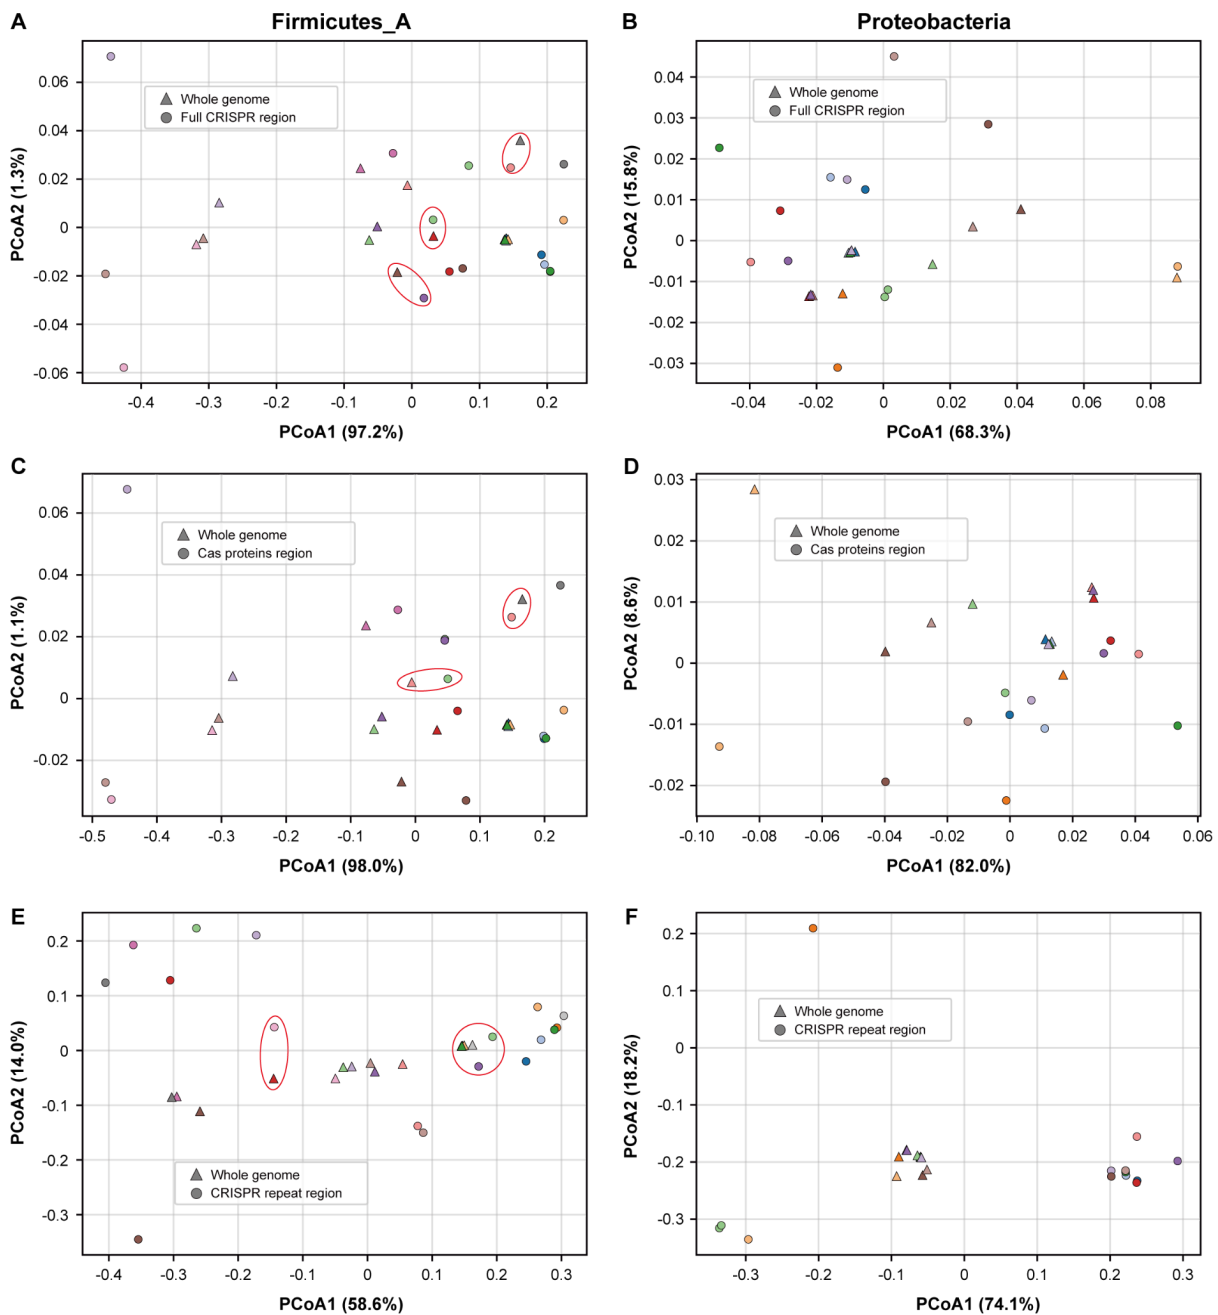 A
Firmicutes_A
0.06
0.04
0.02
0
-0.02
-0.04
-0.06
PCoA2 (1.3%)
Whole genome
Full CRISPR region
-0.4
-0.3
-0.2
-0.1
0
0.1
0.2
PCoA1 (97.2%)
B
Proteobacteria
0.04
0.03
0.02
0.01
0
-0.01
-0.02
-0.03
PCoA2 (15.8%)
Whole genome
Full CRISPR region
-0.04
-0.02
0
0.02
0.04
0.06
0.08
PCoA1 (68.3%)
C
0.06
0.04
0.02
0
-0.02
PCoA2 (1.1%)
Whole genome
Cas proteins region
-0.5
-0.4
-0.3
-0.2
-0.1
0
0.1
0.2
PCoA1 (98.0%)
D
0.03
0.02
0.01
0
-0.01
-0.02
PCoA2 (8.6%)
Whole genome
Cas proteins region
-0.10
-0.08
-0.06
-0.04
-0.02
0
0.02
0.04
0.06
PCoA1 (82.0%)
E
0.2
0.1
0
-0.1
-0.2
-0.3
PCoA2 (14.0%)
Whole genome
CRISPR repeat region
-0.4
-0.3
-0.2
-0.1
0
0.1
0.2
0.3
PCoA1 (58.6%)
F
0.2
0.1
0
-0.1
-0.2
-0.3
PCoA2 (18.2%)
Whole genome
CRISPR repeat region
-0.3
-0.2
-0.1
0
0.1
0.2
0.3
PCoA1 (74.1%)